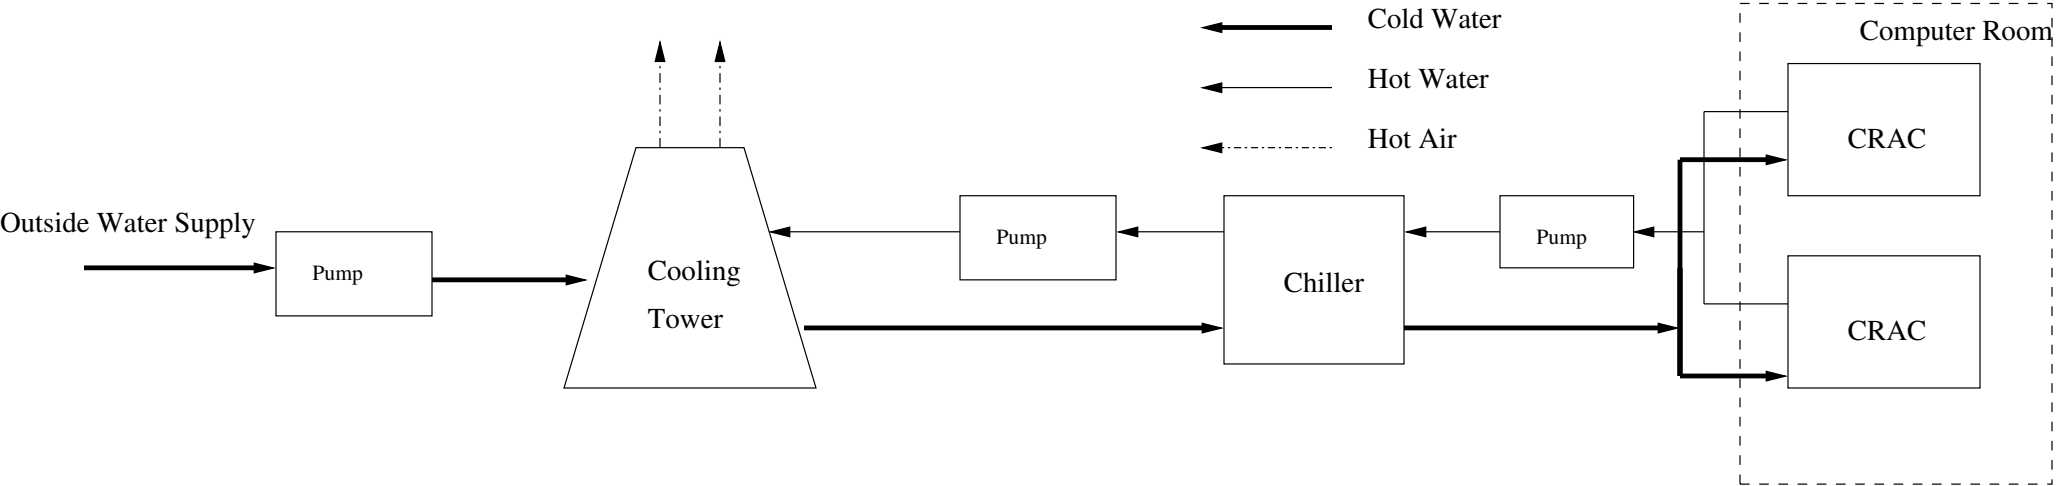 Cold Water
Computer Room
Hot Water
Hot Air
CRAC
Outside Water Supply
Pump
Cooling
Tower
Pump
Chiller
Pump
CRAC